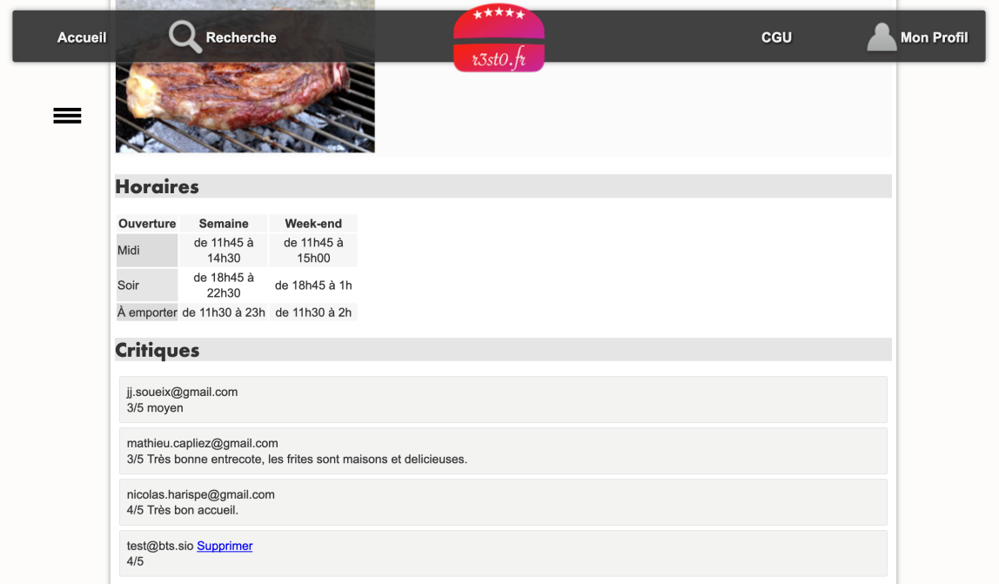 Accueil
Recherche
r3st0.fr
CGU
Mon Profil
Horaires
Ouverture Semaine Week-end
Midi de 11h45 à 14h30 de 11h45 à 15h00
Soir de 18h45 à 22h30 de 18h45 à 1h
À emporter de 11h30 à 23h de 11h30 à 2h
Critiques
jj.soueix@gmail.com
3/5 moyen
mathieu.capliez@gmail.com
3/5 Très bonne entrecote, les frites sont maisons et delicieuses.
nicolas.harispe@gmail.com
4/5 Très bon accueil.
test@bts.sio Supprimer
4/5